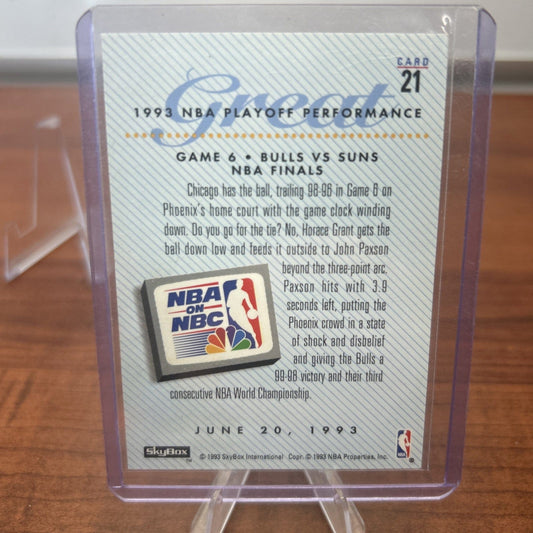 CARD
21
Great
1993 NBA PLAYOFF PERFORMANCE
GAME 6 • BULLS VS SUNS
NBA FINALS
Chicago has the ball, trailing 98-96 in Game 6 on
Phoenix's home court with the game clock winding
down. Do you go for the tie? No, Horace Grant gets the
ball down low and feeds it outside to John Paxson
beyond the three-point arc.
Paxson hits with 3.9
seconds left, putting the
Phoenix crowd in a state
of shock and disbelief
and giving the Bulls a
99-98 victory and their third
consecutive NBA World Championship.
NBA
ON
NBC
JUNE 20, 1993
SkyBox
TM
© 1993 SkyBox International Copr. © 1993 NBA Properties, Inc.
NBA